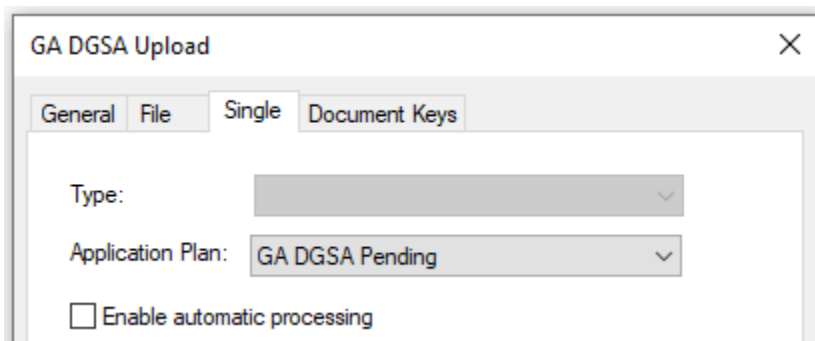 GA DGSA Upload
General File Single Document Keys
Type:
Application Plan: GA DGSA Pending
Enable automatic processing